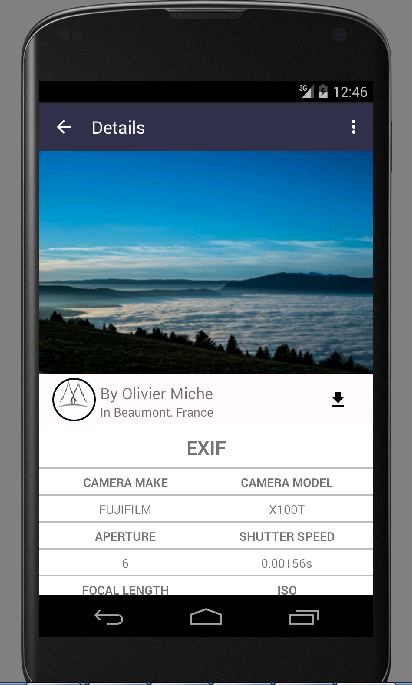 3G 12:46
Details
By Olivier Miche
In Beaumont, France
EXIF
CAMERA MAKE CAMERA MODEL
FUJIFILM X100T
APERTURE SHUTTER SPEED
6 0.00156s
FOCAL LENGTH ISO